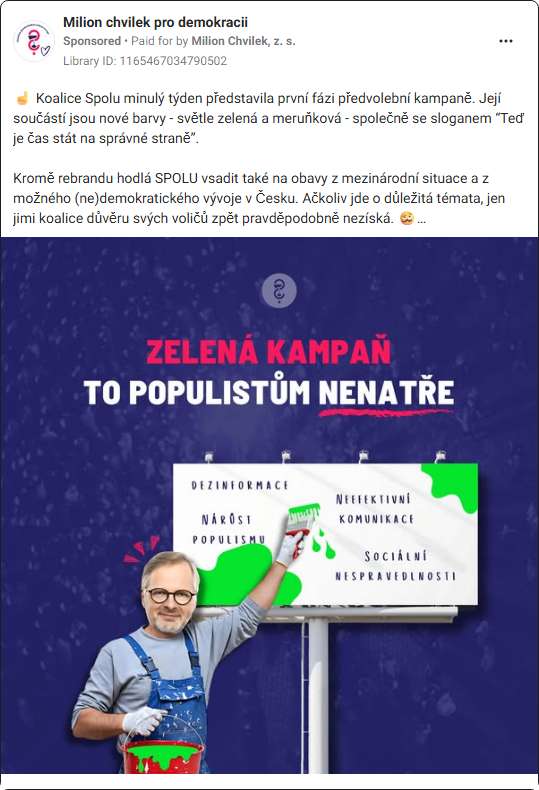 Milion chvilek pro demokracii
Sponsored • Paid for by Milion Chvilek, z. s.
Library ID: 1165467034790502
☝ Koalice Spolu minulý týden představila první fázi předvolební kampaně. Její
součástí jsou nové barvy - světle zelená a meruňková - společně se sloganem “Teď
je čas stát na správné straně”.
Kromě rebrandu hodlá SPOLU vsadit také na obavy z mezinárodní situace a z
možného (ne)demokratického vývoje v Česku. Ačkoliv jde o důležitá témata, jen
jimi koalice důvěru svých voličů zpět pravděpodobně nezíská. 🥴 ...
ZELENÁ KAMPAŇ
TO POPULISTŮM NENATŘE
DEZINFORMACE
NÁRŮST
POPULISMU
NEEFEKTIVNÍ
KOMUNIKACE
SOCIÁLNÍ
NESPRAVEDLNOSTI